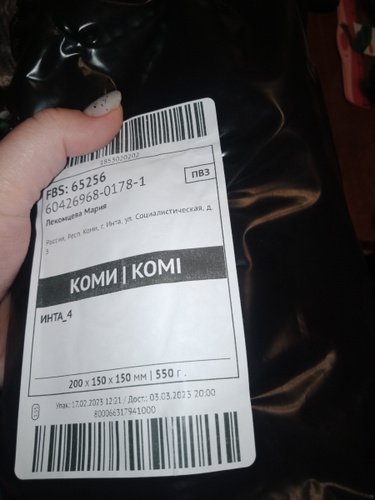 1853020202
FBS: 65256
60426968-0178-1
ПВЗ
Лекомцева Мария
Россия, Респ. Коми, г. Инта, ул. Социалистическая, д.
3
КОМИ | KOMI
ИНТА_4
200 x 150 x 150 мм | 550 г .
Упак: 17.02.2023 12:21 / Дост.: 03.03.2023 20:00
800066317941000